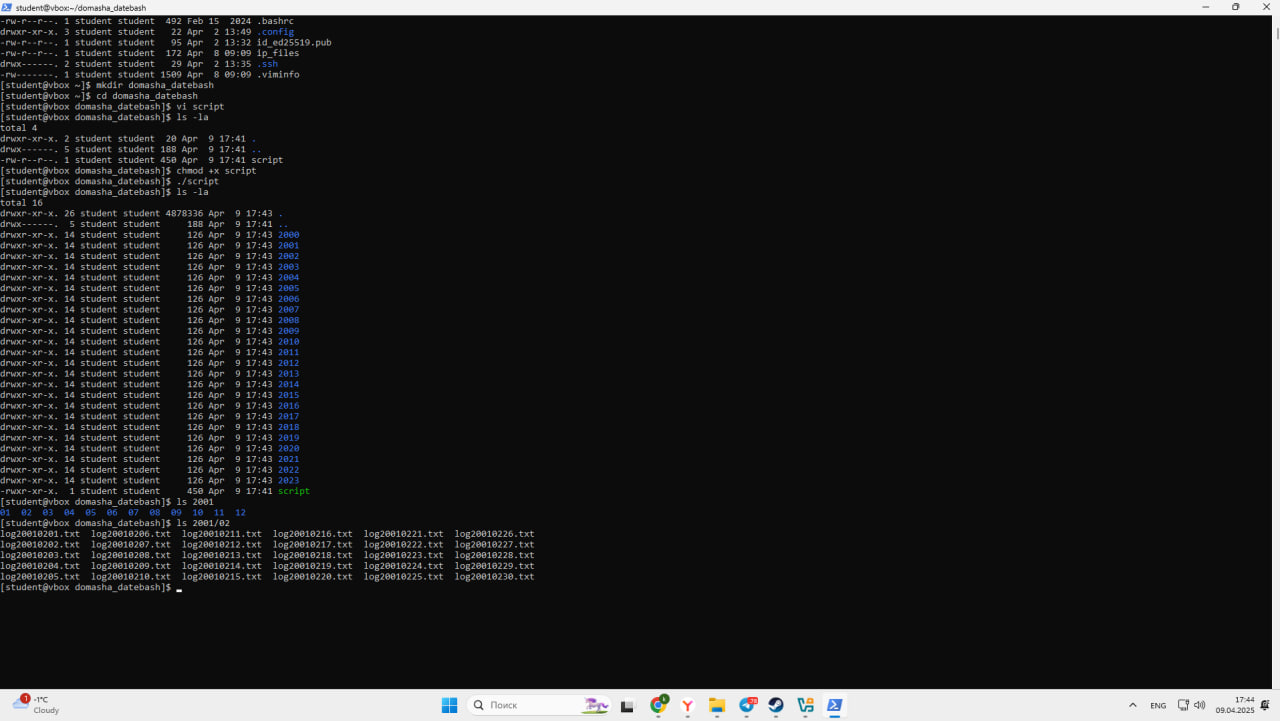 student@vbox:~/domasha_datebash
-rw-r--r--. 1 student student  492 Feb 15  2024 .bashrc
drwxr-xr-x. 3 student student   22 Apr  2 13:49 .config
-rw-r--r--. 1 student student   95 Apr  2 13:32 id_ed25519.pub
-rw-r--r--. 1 student student  172 Apr  8 09:09 ip_files
drwx------. 2 student student   29 Apr  2 13:35 .ssh
-rw-------. 1 student student 1509 Apr  8 09:09 .viminfo
[student@vbox ~]$ mkdir domasha_datebash
[student@vbox ~]$ cd domasha_datebash
[student@vbox domasha_datebash]$ vi script
[student@vbox domasha_datebash]$ ls -la
total 4
drwxr-xr-x. 2 student student  20 Apr  9 17:41 .
drwx------. 5 student student 188 Apr  9 17:41 ..
-rw-r--r--. 1 student student 450 Apr  9 17:41 script
[student@vbox domasha_datebash]$ chmod +x script
[student@vbox domasha_datebash]$ ./script
[student@vbox domasha_datebash]$ ls -la
total 16
drwxr-xr-x. 26 student student 4878336 Apr  9 17:43 .
drwx------.  5 student student     188 Apr  9 17:41 ..
drwxr-xr-x. 14 student student     126 Apr  9 17:43 2000
drwxr-xr-x. 14 student student     126 Apr  9 17:43 2001
drwxr-xr-x. 14 student student     126 Apr  9 17:43 2002
drwxr-xr-x. 14 student student     126 Apr  9 17:43 2003
drwxr-xr-x. 14 student student     126 Apr  9 17:43 2004
drwxr-xr-x. 14 student student     126 Apr  9 17:43 2005
drwxr-xr-x. 14 student student     126 Apr  9 17:43 2006
drwxr-xr-x. 14 student student     126 Apr  9 17:43 2007
drwxr-xr-x. 14 student student     126 Apr  9 17:43 2008
drwxr-xr-x. 14 student student     126 Apr  9 17:43 2009
drwxr-xr-x. 14 student student     126 Apr  9 17:43 2010
drwxr-xr-x. 14 student student     126 Apr  9 17:43 2011
drwxr-xr-x. 14 student student     126 Apr  9 17:43 2012
drwxr-xr-x. 14 student student     126 Apr  9 17:43 2013
drwxr-xr-x. 14 student student     126 Apr  9 17:43 2014
drwxr-xr-x. 14 student student     126 Apr  9 17:43 2015
drwxr-xr-x. 14 student student     126 Apr  9 17:43 2016
drwxr-xr-x. 14 student student     126 Apr  9 17:43 2017
drwxr-xr-x. 14 student student     126 Apr  9 17:43 2018
drwxr-xr-x. 14 student student     126 Apr  9 17:43 2019
drwxr-xr-x. 14 student student     126 Apr  9 17:43 2020
drwxr-xr-x. 14 student student     126 Apr  9 17:43 2021
drwxr-xr-x. 14 student student     126 Apr  9 17:43 2022
drwxr-xr-x. 14 student student     126 Apr  9 17:43 2023
-rwxr-xr-x.  1 student student     450 Apr  9 17:41 script
[student@vbox domasha_datebash]$ ls 2001
01  02  03  04  05  06  07  08  09  10  11  12
[student@vbox domasha_datebash]$ ls 2001/02
log20010201.txt  log20010206.txt  log20010211.txt  log20010216.txt  log20010221.txt  log20010226.txt
log20010202.txt  log20010207.txt  log20010212.txt  log20010217.txt  log20010222.txt  log20010227.txt
log20010203.txt  log20010208.txt  log20010213.txt  log20010218.txt  log20010223.txt  log20010228.txt
log20010204.txt  log20010209.txt  log20010214.txt  log20010219.txt  log20010224.txt  log20010229.txt
log20010205.txt  log20010210.txt  log20010215.txt  log20010220.txt  log20010225.txt  log20010230.txt
[student@vbox domasha_datebash]$
1
-1°C
Cloudy
Поиск
ENG
17:44
09.04.2025